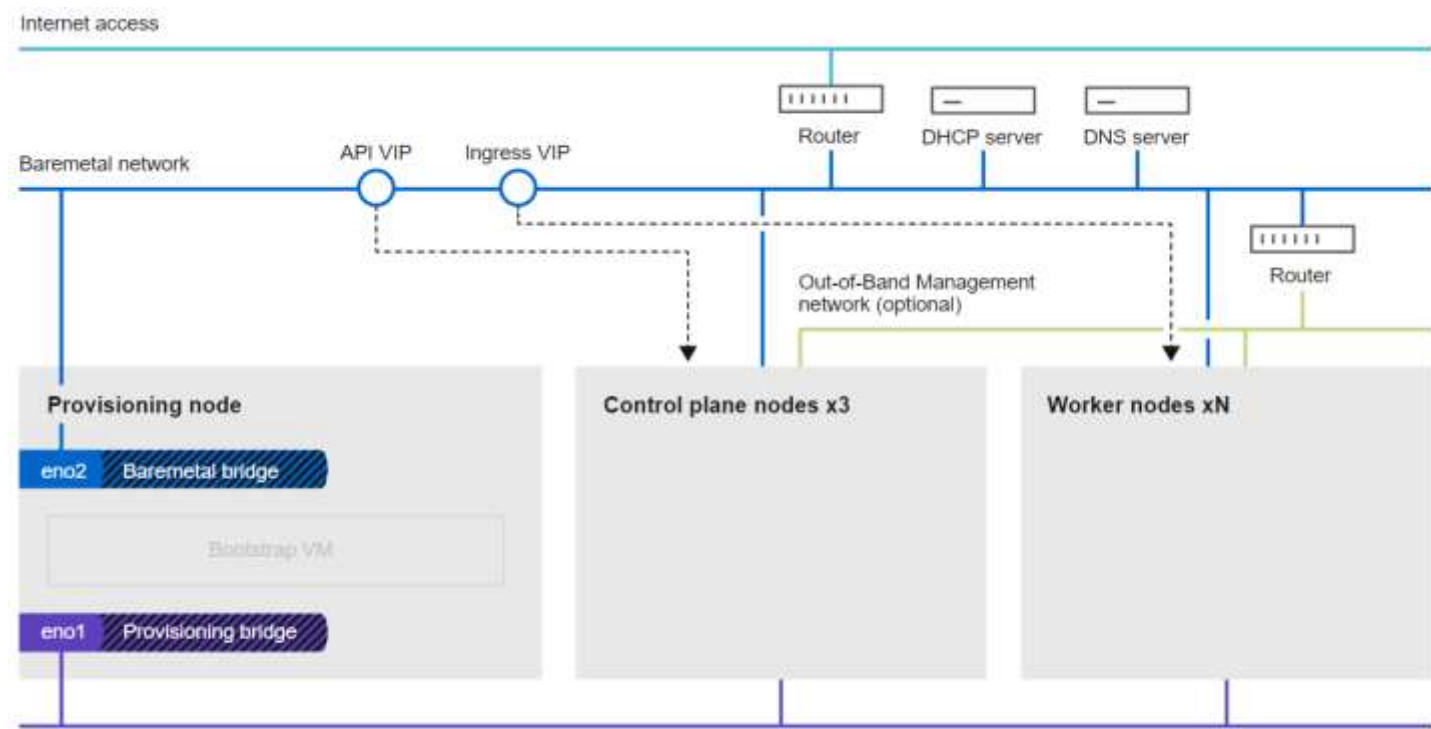 Internet access
Router
DHCP server
DNS server
Baremetal network
API VIP
Ingress VIP
Router
Out-of-Band Management
network (optional)
Provisioning node
Control plane nodes x3
Worker nodes xN
eno2
Baremetal bridge
Bootstrap VM
eno1
Provisioning bridge